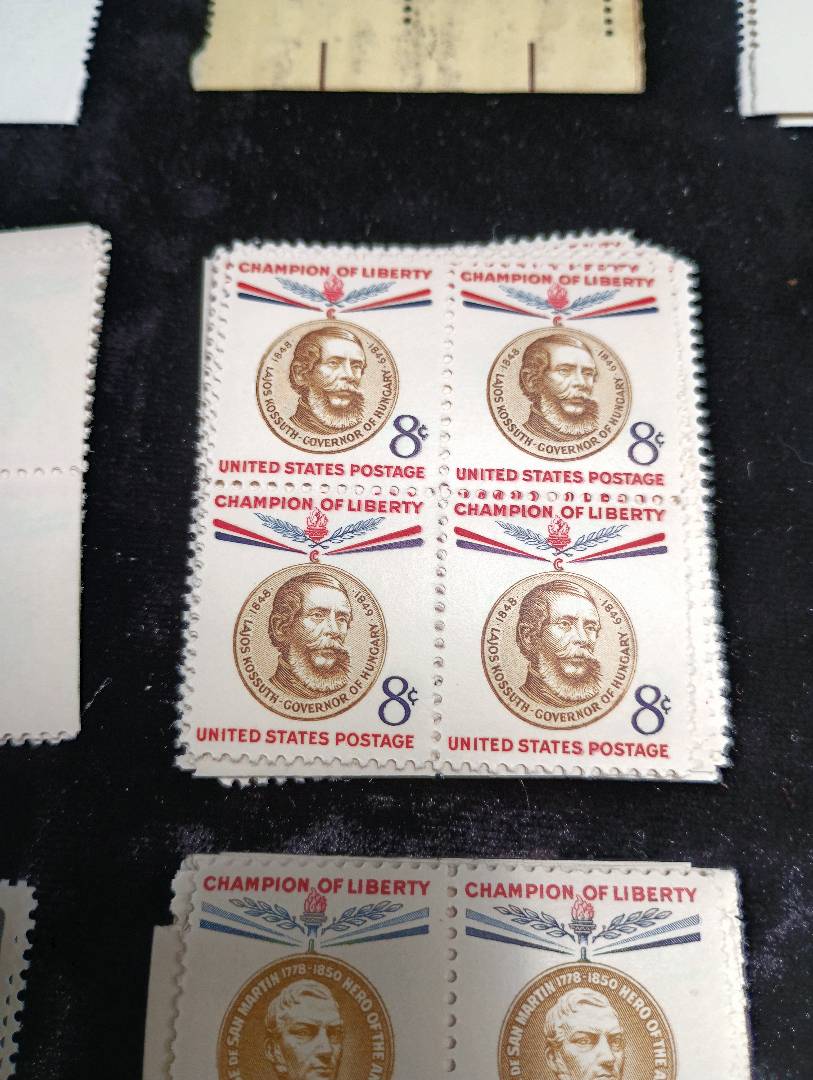 CHAMPION OF LIBERTY
1848 · 1849
LAJOS KOSSUTH-GOVERNOR OF HUNGARY
8¢
UNITED STATES POSTAGE
CHAMPION OF LIBERTY
1848 · 1849
LAJOS KOSSUTH-GOVERNOR OF HUNGARY
8¢
UNITED STATES POSTAGE
CHAMPION OF LIBERTY
1848 · 1849
LAJOS KOSSUTH-GOVERNOR OF HUNGARY
8¢
UNITED STATES POSTAGE
CHAMPION OF LIBERTY
1848 · 1849
LAJOS KOSSUTH-GOVERNOR OF HUNGARY
8¢
UNITED STATES POSTAGE
CHAMPION OF LIBERTY
E DE SAN MARTIN 1778-1850 HERO OF THE AN
CHAMPION OF LIBERTY
DE SAN MARTIN 1778-1850 HERO OF THE A